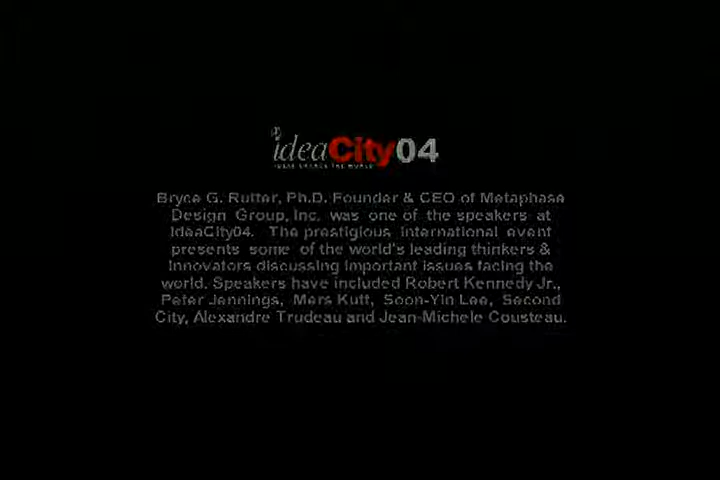 ideaCity04
IDEAS CHANGE THE WORLD
Bryce G. Rutter, Ph.D. Founder & CEO of Metaphase
Design Group, Inc. was one of the speakers at
IdeaCity04. The prestigious international event
presents some of the world's leading thinkers &
Innovators discussing important issues facing the
world. Speakers have included Robert Kennedy Jr.,
Peter Jennings, Mers Kutt, Soon-Yin Lee, Second
City, Alexandre Trudeau and Jean-Michele Cousteau.